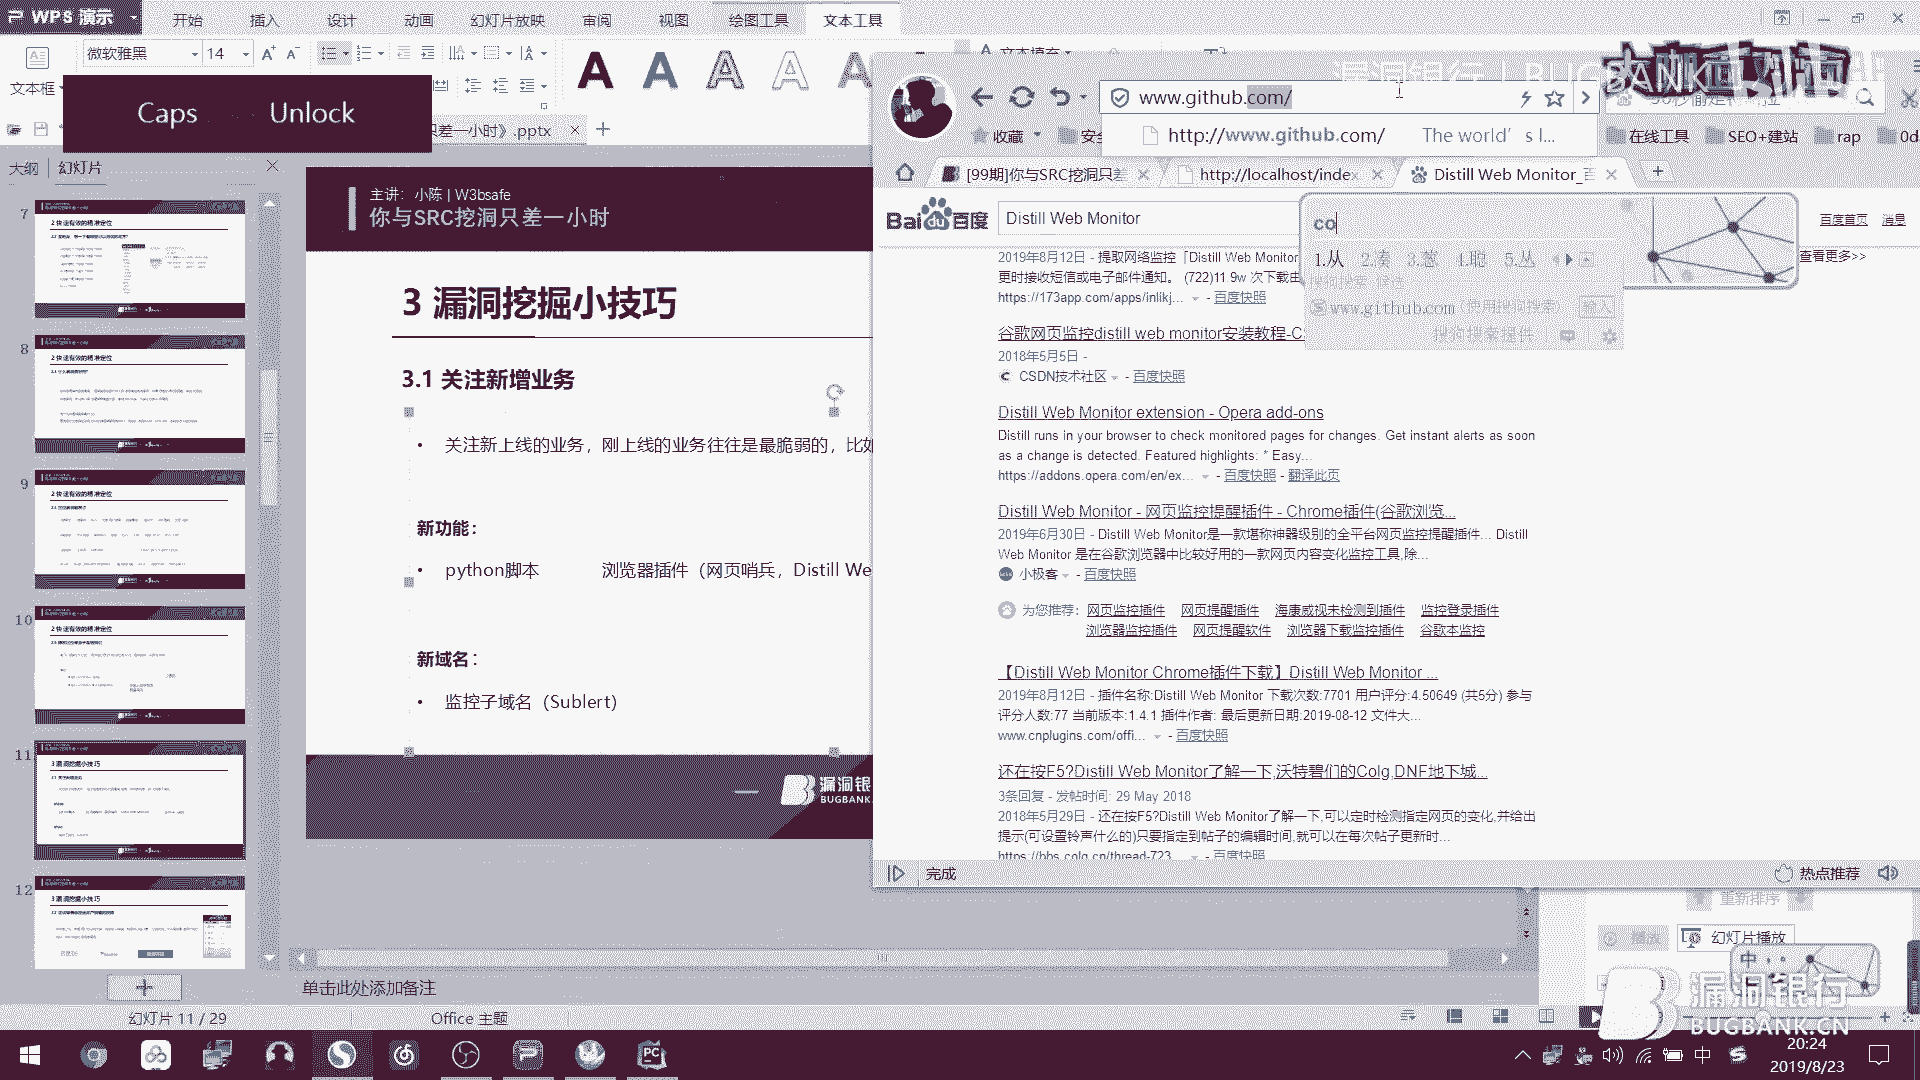 WPS 演示
开始 插入 设计 动画 幻灯片放映 审阅 视图 绘图工具 文本工具
微软雅黑 14
文本框
文本填充
Caps Unlock
只差一小时》.pptx
大纲 幻灯片
7
8
9
10
11
12
主讲：小陈 | W3bsafe
你与SRC挖洞只差一小时
3 漏洞挖掘小技巧
3.1 关注新增业务
• 关注新上线的业务，刚上线的业务往往是最脆弱的，比如
新功能：
• python脚本 浏览器插件（网页哨兵，Distill We
新域名：
• 监控子域名（Sublert）
漏洞银
BUGBANK.
单击此处添加备注
幻灯片 11 / 29
Office 主题
漏洞银行 | BUGBANK
www.github.com/
http://www.github.com/ The world’s l...
收藏 安全 在线工具 SEO+建站 rap 0d
[99期]你与SRC挖洞只差 http://localhost/index Distill Web Monitor_百
Bai du 百度
Distill Web Monitor
百度首页 消息
co
1.从 2.凑 3.葱 4.聪 5.丛
www.github.com (使用搜狗搜索) 输入
查看更多>>
2019年8月12日 - 提取网络监控「Distill Web Monitor
更时接收短信或电子邮件通知。 (722)11.9w 次下载由
https://173app.com/apps/inlikj... - 百度快照
谷歌网页监控distill web monitor安装教程-CS
2018年5月5日 -
CSDN技术社区 - 百度快照
Distill Web Monitor extension - Opera add-ons
Distill runs in your browser to check monitored pages for changes. Get instant alerts as soon
as a change is detected. Featured highlights: * Easy...
https://addons.opera.com/en/ex... - 百度快照 - 翻译此页
Distill Web Monitor - 网页监控提醒插件 - Chrome插件(谷歌浏览...
2019年6月30日 - Distill Web Monitor是一款堪称神器级别的全平台网页监控提醒插件... Distill
Web Monitor 是在谷歌浏览器中比较好用的一款网页内容变化监控工具,除...
小极客 - 百度快照
为您推荐： 网页监控插件 网页提醒插件 海康威视未检测到插件 监控登录插件
浏览器监控插件 网页提醒软件 浏览器下载监控插件 谷歌本监控
【Distill Web Monitor Chrome插件下载】Distill Web Monitor ...
2019年8月12日 - 插件名称:Distill Web Monitor 下载次数:7701 用户评分:4.50649 (共5分) 参与
评分人数:77 当前版本:1.4.1 插件作者: 最后更新日期:2019-08-12 文件大...
www.cnplugins.com/offi... - 百度快照
还在按F5?Distill Web Monitor了解一下,沃特碧们的Colg,DNF地下城...
3条回复 - 发帖时间: 29 May 2018
2018年5月29日 - 还在按F5?Distill Web Monitor了解一下,可以定时检测指定网页的变化,并给出
提示(可设置铃声什么的)只要指定到帖子的编辑时间,就可以在每次帖子更新时...
https://bbs.colg.cn/thread-723... - 百度快照
完成
热点推荐
重新排序
播放 幻灯片播放
漏洞银行
BUGBANK.CN
中
20:24
2019/8/23